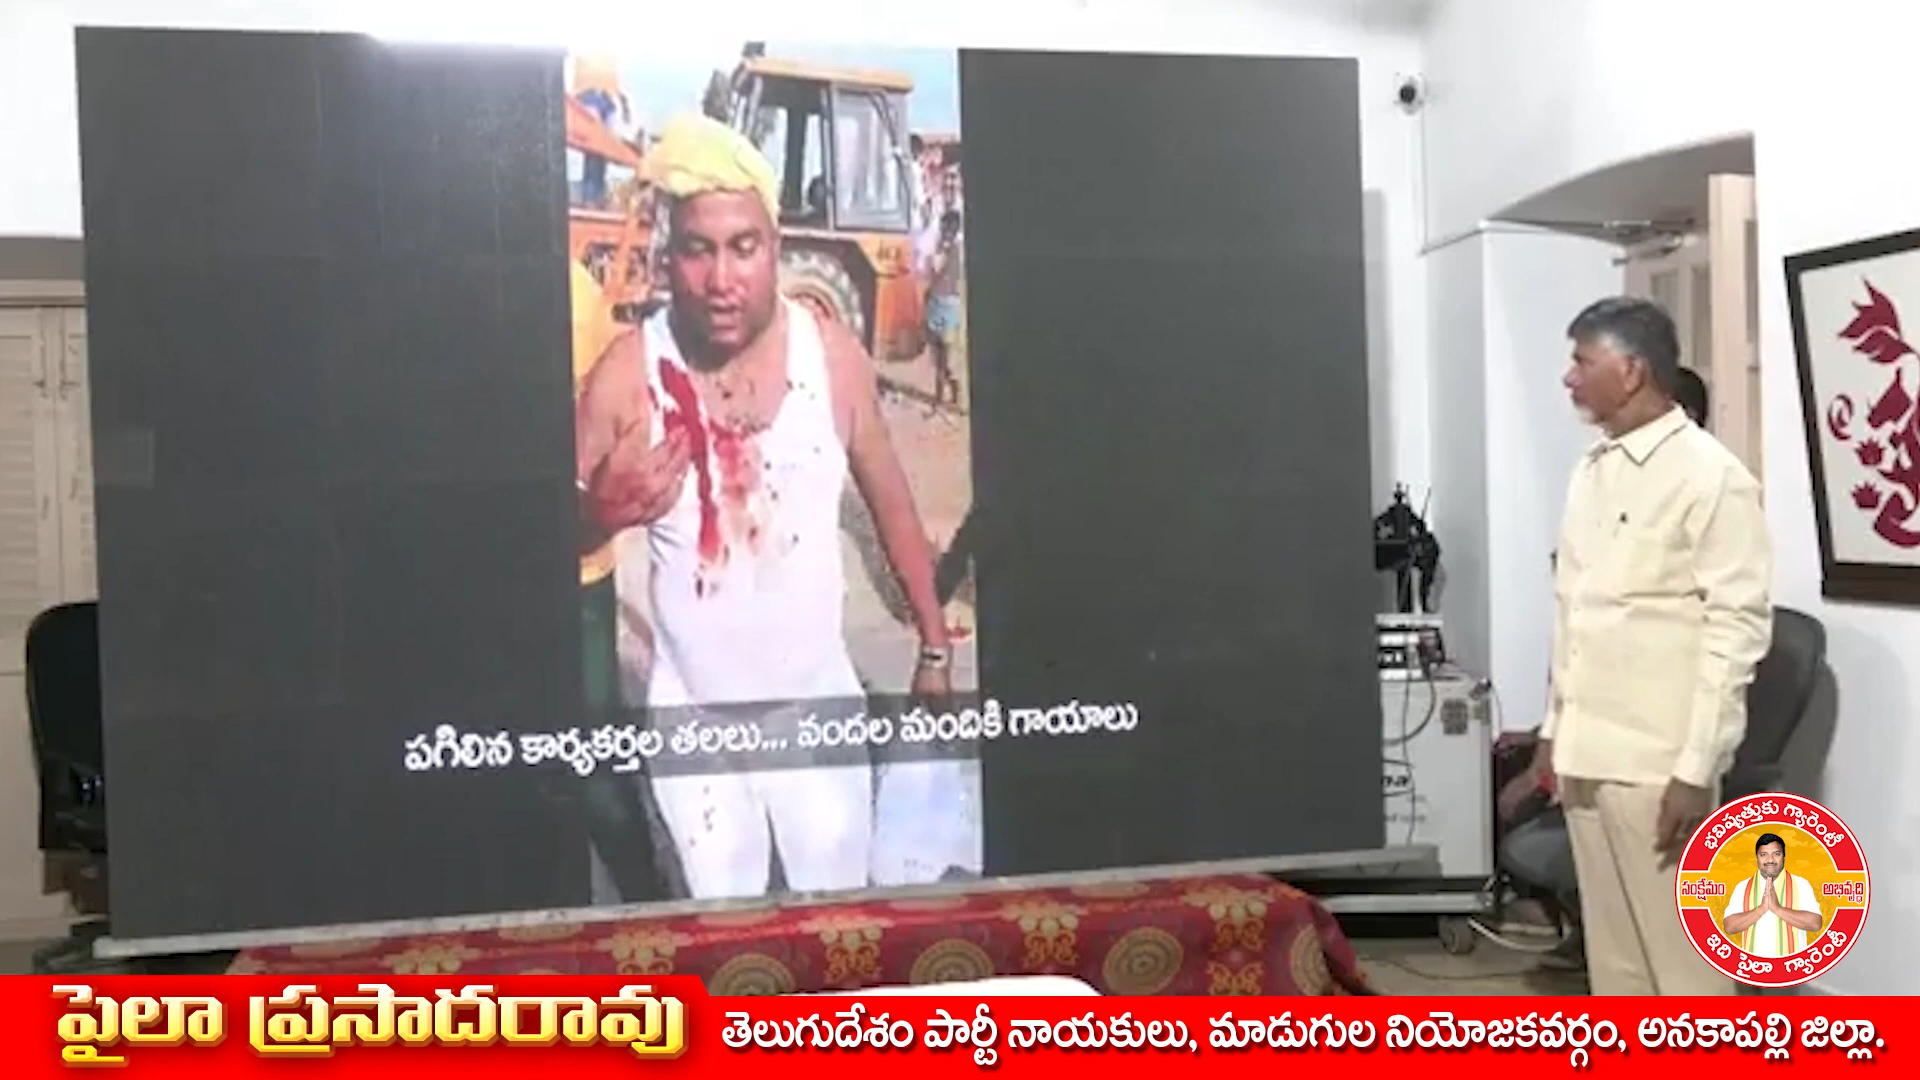 పగిలిన కార్యకర్తల తలలు... వందల మందికి గాయాలు
భవిష్యత్తుకు గ్యారెంటీ
సంక్షేమం
అభివృద్ధి
ఇది పైలా గ్యారెంటీ
పైలా ప్రసాదరావు
తెలుగుదేశం పార్టీ నాయకులు, మాడుగుల నియోజకవర్గం, అనకాపల్లి జిల్లా.